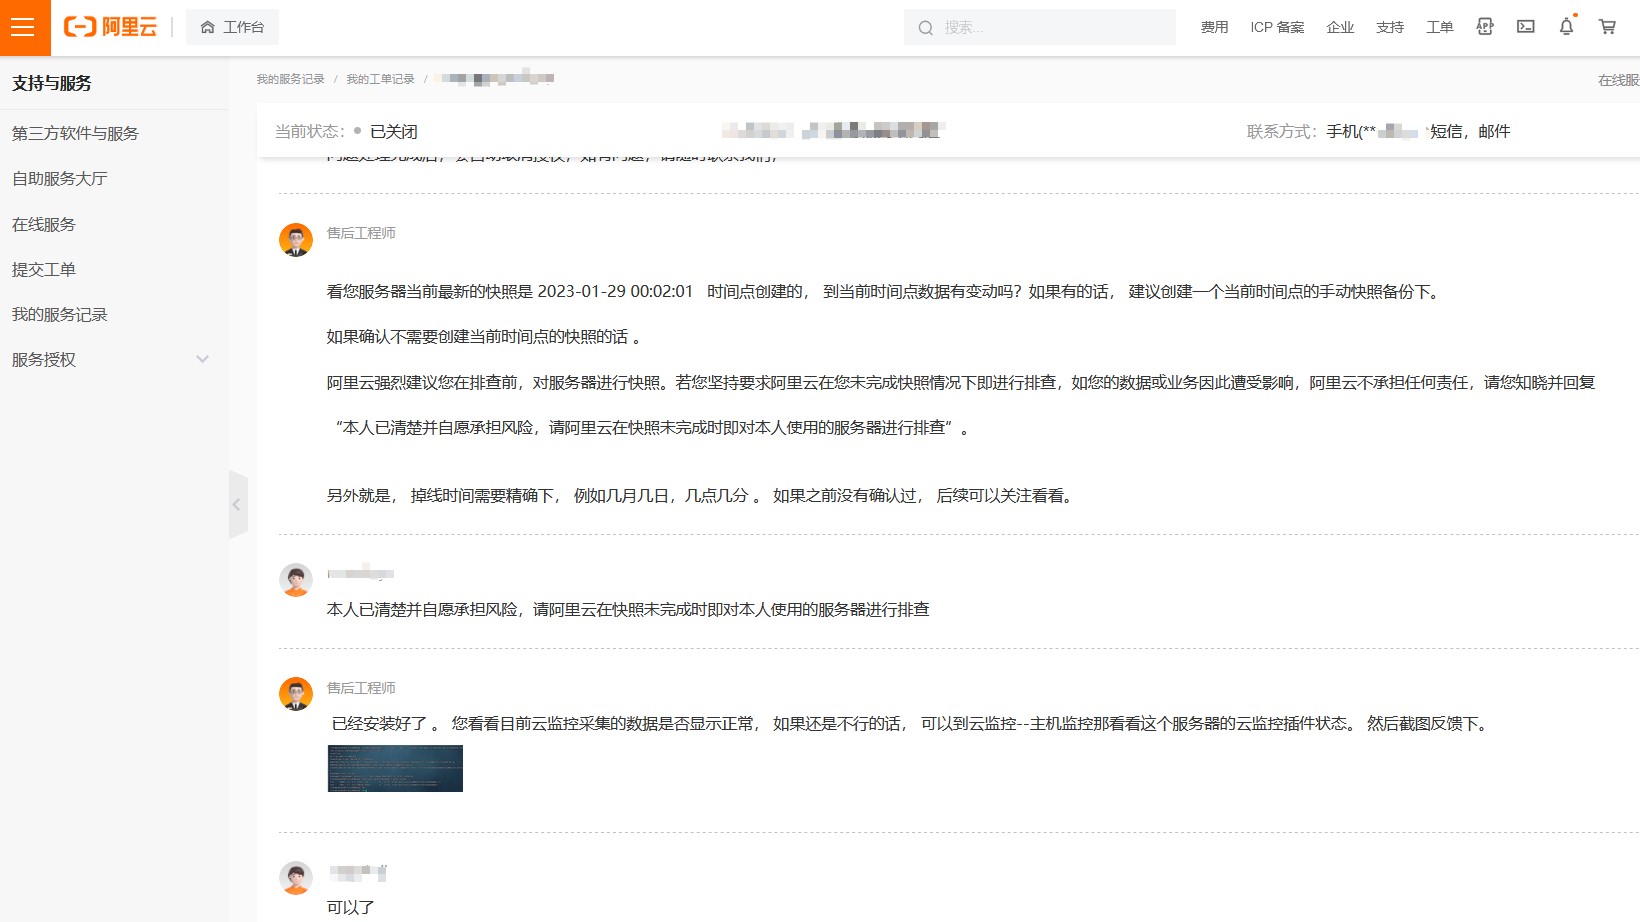 阿里云
工作台
搜索...
费用
ICP 备案
企业
支持
工单
APP
支持与服务
第三方软件与服务
自助服务大厅
在线服务
提交工单
我的服务记录
服务授权
我的服务记录 / 我的工单记录 /
在线服
当前状态： 已关闭
联系方式：手机(** 短信，邮件
售后工程师
看您服务器当前最新的快照是 2023-01-29 00:02:01 时间点创建的， 到当前时间点数据有变动吗？如果有的话， 建议创建一个当前时间点的手动快照备份下。
如果确认不需要创建当前时间点的快照的话 。
阿里云强烈建议您在排查前，对服务器进行快照。若您坚持要求阿里云在您未完成快照情况下即进行排查，如您的数据或业务因此遭受影响，阿里云不承担任何责任，请您知晓并回复
“本人已清楚并自愿承担风险，请阿里云在快照未完成时即对本人使用的服务器进行排查”。
另外就是， 掉线时间需要精确下， 例如几月几日，几点几分 。 如果之前没有确认过， 后续可以关注看看。
本人已清楚并自愿承担风险，请阿里云在快照未完成时即对本人使用的服务器进行排查
售后工程师
已经安装好了 。 您看看目前云监控采集的数据是否显示正常， 如果还是不行的话， 可以到云监控--主机监控那看看这个服务器的云监控插件状态。 然后截图反馈下。
可以了